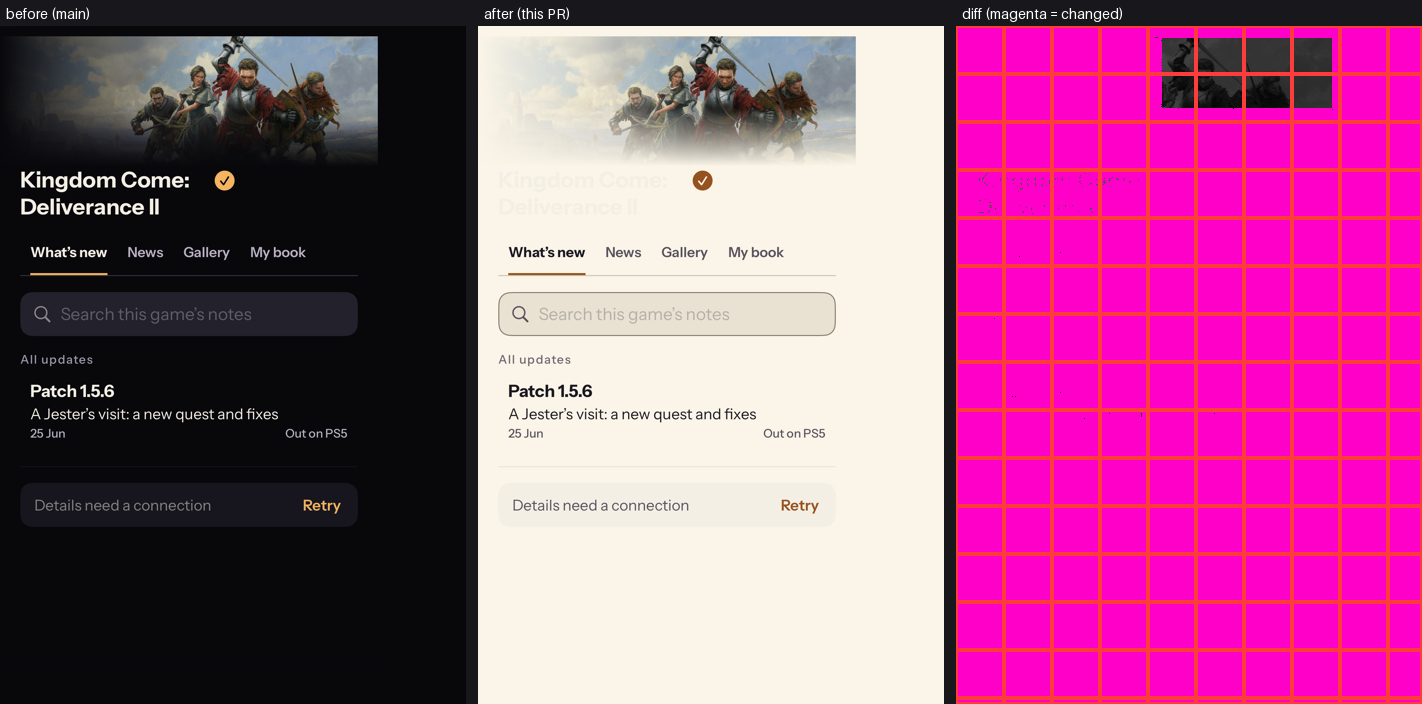 before (main)
after (this PR)
diff (magenta = changed)
Kingdom Come:
Deliverance II
What's new
News
Gallery
My book
Search this game's notes
All updates
Patch 1.5.6
A Jester's visit: a new quest and fixes
25 Jun
Out on PS5
Details need a connection
Retry
Kingdom Come:
Deliverance II
What's new
News
Gallery
My book
Search this game's notes
All updates
Patch 1.5.6
A Jester's visit: a new quest and fixes
25 Jun
Out on PS5
Details need a connection
Retry